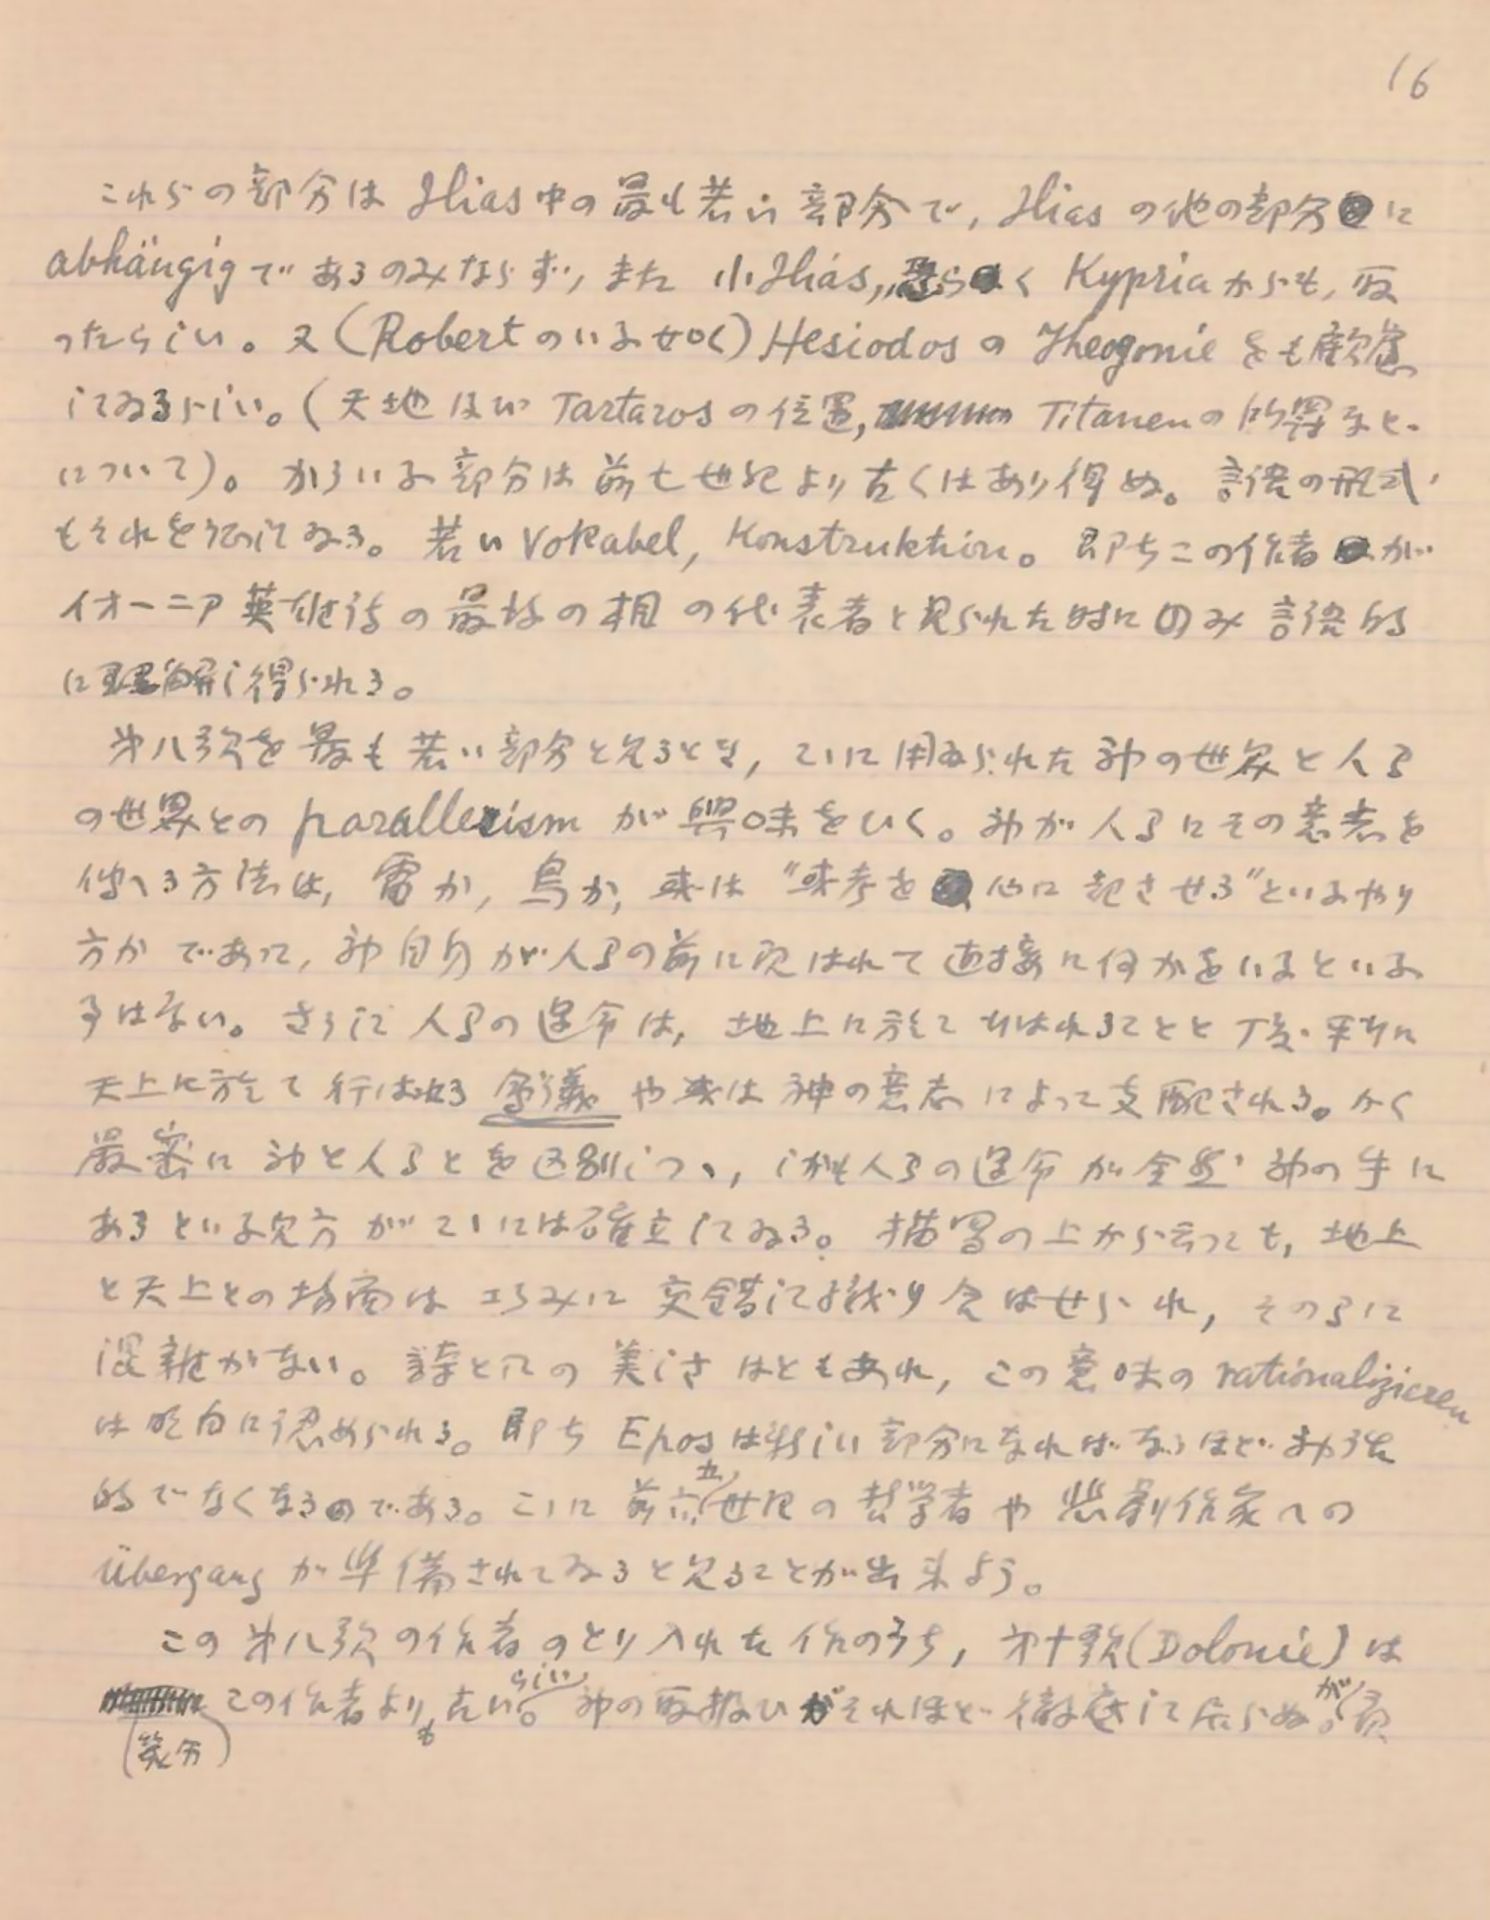 16
これらの部分は Ilias 中の最も若い部分で, Ilias の他の部分に
abhängig であるのみならず, また 小Ilias, 恐らく Kypria からも, 取
ったらしい。又 (Robert のいふ如く) Hesiodos の Theogonie をも顧慮
してゐるらしい。(天地 及び Tartaros の位置, Titanen の な
について)。かういふ部分は前七世紀より古くはあり得ぬ。言語の形式
もそれを してゐる。若い Vokabel, Konstruktion。即ちこの作者が
イオーニア英雄詩の最後の相の代表者と見られた時にのみ言語的
に理解し得られる。
第八歌を最も若い部分と見るとき, こゝに用ゐられた神の世界と人間
の世界との parallelism が興味をひく。神が人間にその意志を
伝へる方法は, 雷か, 鳥か, 或は "或考を 心に起させる" といふやり
方か であって, 神自身が人間の前に現はれて直接に何かをいふといふ
事はない。さうして人間の運命は, 地上に於て行はれることと 丁度 平行に
天上に於て行はれる会議や或は神の意志によって支配される。かく
厳密に神と人間とを区別しつゝ, しかも人間の運命が全然神の手に
あるといふ見方がこゝには確立してゐる。描写の上から云っても, 地上
と天上との場面は巧みに交錯して織り合はせられ, その間に
混雑がない。詩としての美しさはともあれ, この意味の rationalizieren
は明白に認められる。即ち Epos は新しい部分になればなるほど神話
的でなくなるのである。こゝに前六五世紀の哲学者や悲劇作家への
Übergang が準備されてゐると見ることが出来よう。
この第八歌の作者のとり入れた作のうち, 第十歌 (Dolonie) は
この作者よりも古いらしい。神の取扱ひがそれほど徹底して居らぬが。
(第 )